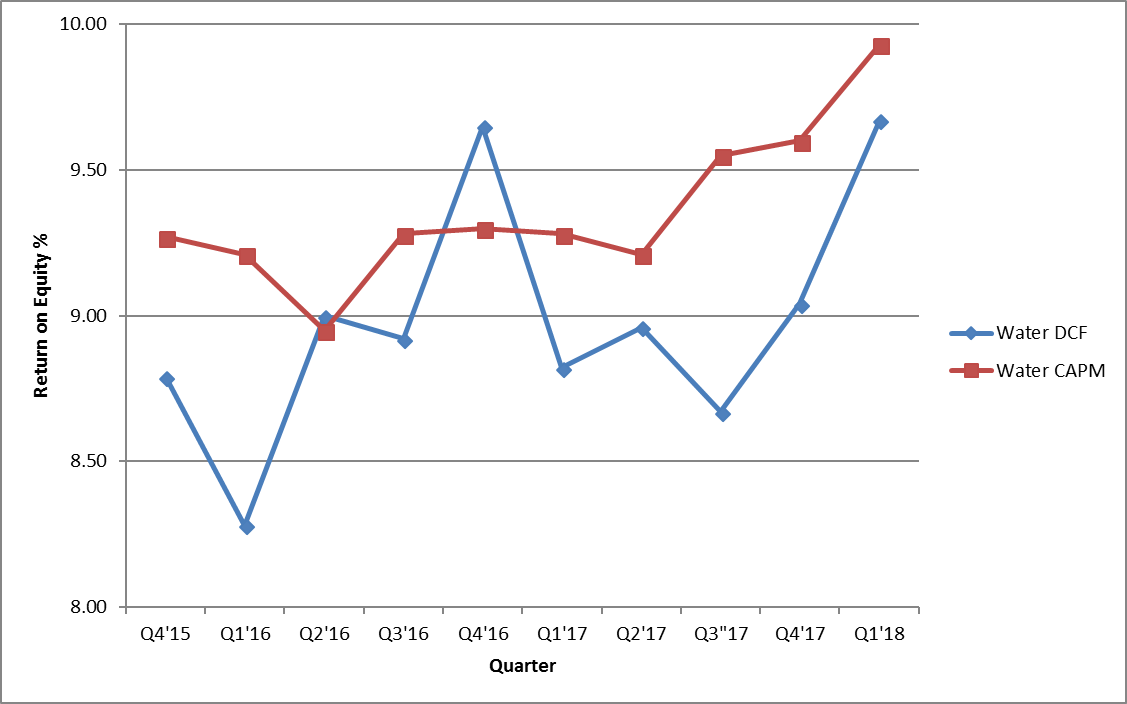 10.00
9.50
9.00
8.50
8.00
Return on Equity %
Q4'15 Q1'16 Q2'16 Q3'16 Q4'16 Q1'17 Q2'17 Q3"17 Q4'17 Q1'18
Quarter
Water DCF
Water CAPM